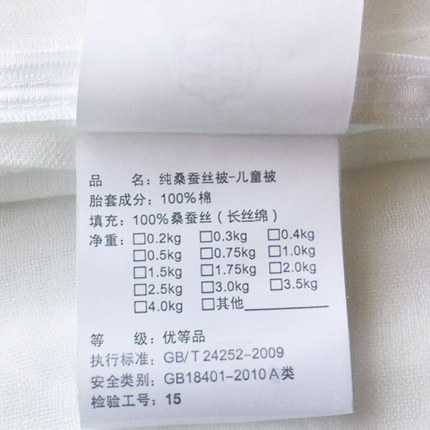 品 名：纯桑蚕丝被-儿童被
胎套成分：100%棉
填充：100%桑蚕丝（长丝绵）
净重：□0.2kg □0.3kg □0.4kg
□0.5kg □0.75kg □1.0kg
□1.5kg □1.75kg □2.0kg
□2.5kg □3.0kg □3.5kg
□4.0kg □其他________
等 级：优等品
执行标准：GB/T 24252-2009
安全类别：GB18401-2010 A类
检验工号：15